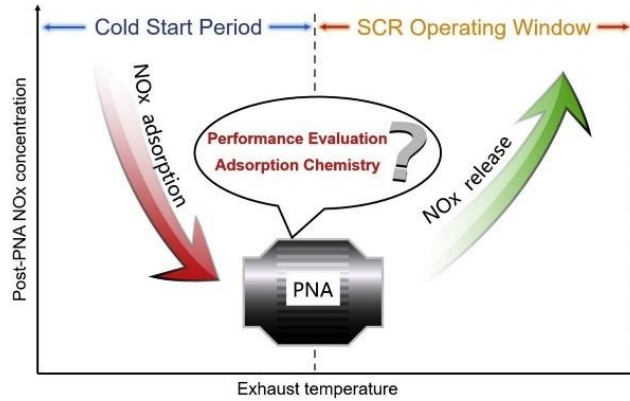 Cold Start Period
SCR Operating Window
Post-PNA NOx concentration
NOx adsorption
Performance Evaluation
Adsorption Chemistry
?
NOx release
PNA
Exhaust temperature